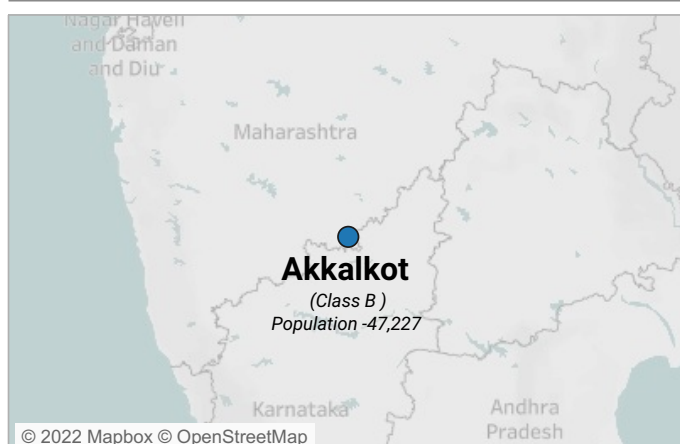 Nagar Haveli
and Daman
and Diu
Maharashtra
Akkalkot
(Class B )
Population -47,227
Karnataka
Andhra
Pradesh
© 2022 Mapbox © OpenStreetMap